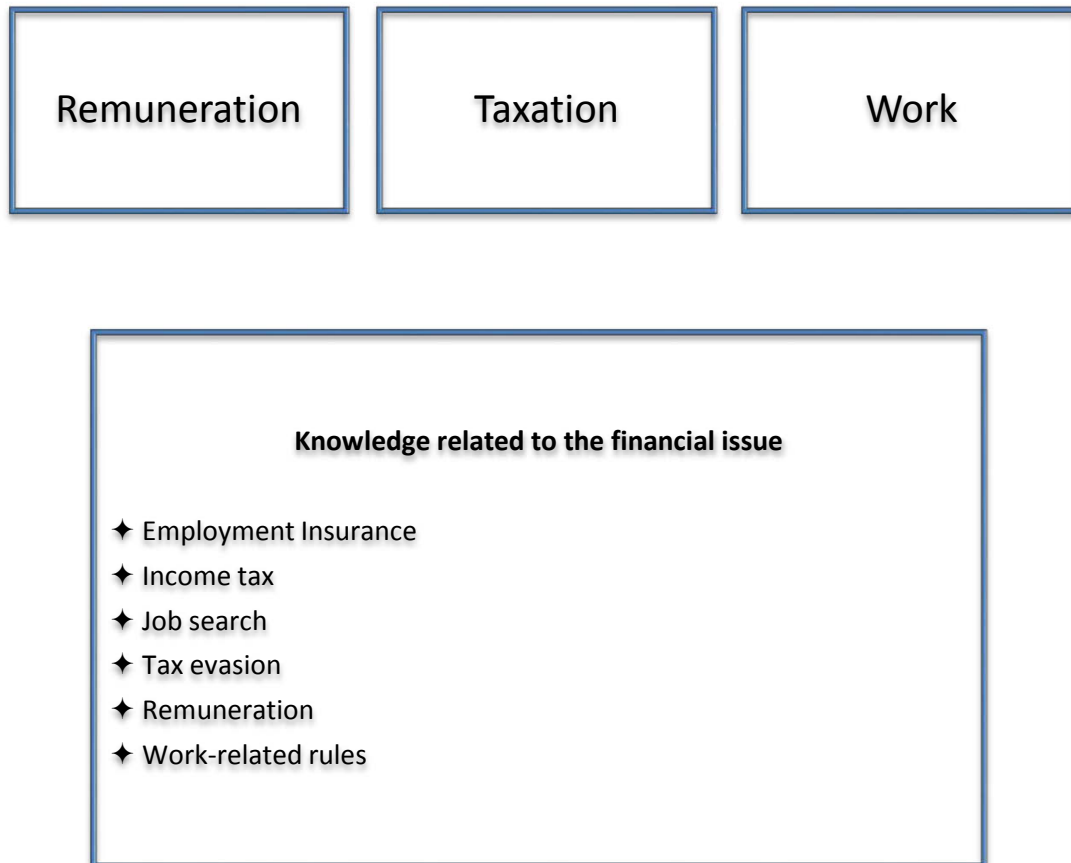 Remuneration
Taxation
Work
Knowledge related to the financial issue
✦ Employment Insurance
✦ Income tax
✦ Job search
✦ Tax evasion
✦ Remuneration
✦ Work-related rules